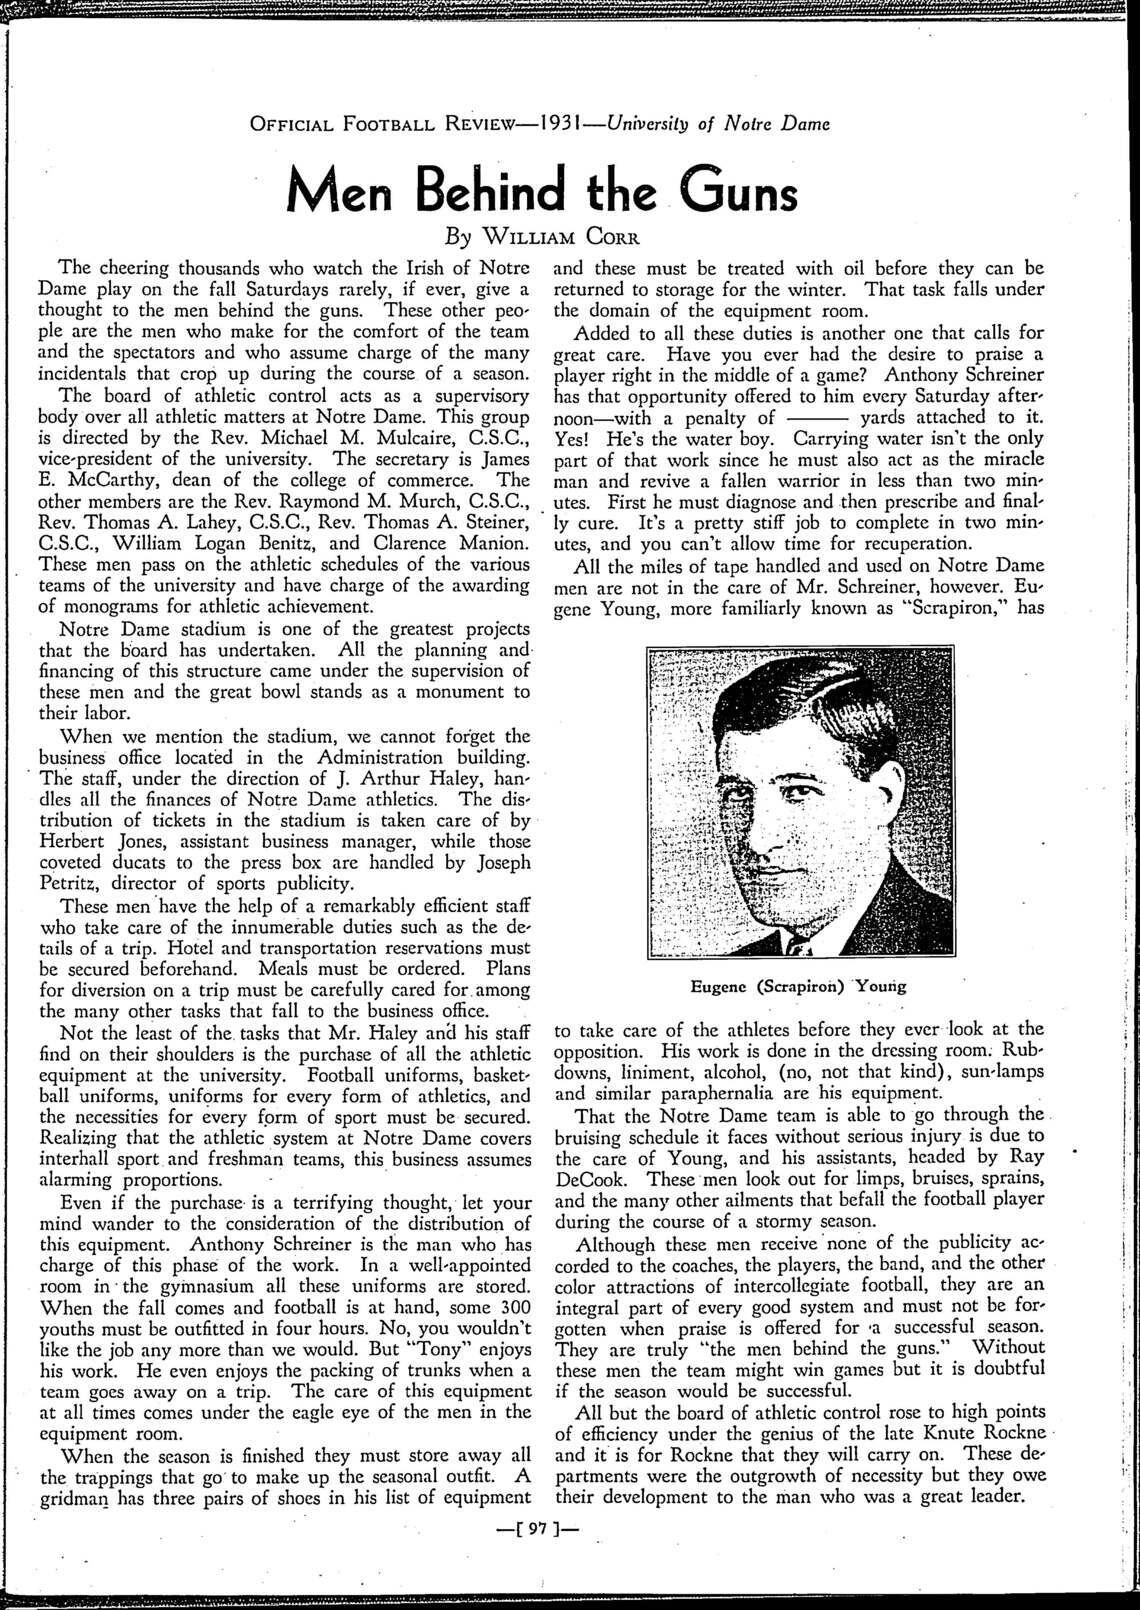 OFFICIAL FOOTBALL REVIEW—1931—University of Notre Dame
Men Behind the Guns
By WILLIAM CORR
The cheering thousands who watch the Irish of Notre
Dame play on the fall Saturdays rarely, if ever, give a
thought to the men behind the guns. These other peo-
ple are the men who make for the comfort of the team
and the spectators and who assume charge of the many
incidentals that crop up during the course of a season.
The board of athletic control acts as a supervisory
body over all athletic matters at Notre Dame. This group
is directed by the Rev. Michael M. Mulcaire, C.S.C.,
vice-president of the university. The secretary is James
E. McCarthy, dean of the college of commerce. The
other members are the Rev. Raymond M. Murch, C.S.C.,
Rev. Thomas A. Lahey, C.S.C., Rev. Thomas A. Steiner,
C.S.C., William Logan Benitz, and Clarence Manion.
These men pass on the athletic schedules of the various
teams of the university and have charge of the awarding
of monograms for athletic achievement.
Notre Dame stadium is one of the greatest projects
that the board has undertaken. All the planning and
financing of this structure came under the supervision of
these men and the great bowl stands as a monument to
their labor.
When we mention the stadium, we cannot forget the
business office located in the Administration building.
The staff, under the direction of J. Arthur Haley, han-
dles all the finances of Notre Dame athletics. The dis-
tribution of tickets in the stadium is taken care of by
Herbert Jones, assistant business manager, while those
coveted ducats to the press box are handled by Joseph
Petritz, director of sports publicity.
These men have the help of a remarkably efficient staff
who take care of the innumerable duties such as the de-
tails of a trip. Hotel and transportation reservations must
be secured beforehand. Meals must be ordered. Plans
for diversion on a trip must be carefully cared for among
the many other tasks that fall to the business office.
Not the least of the tasks that Mr. Haley and his staff
find on their shoulders is the purchase of all the athletic
equipment at the university. Football uniforms, basket-
ball uniforms, uniforms for every form of athletics, and
the necessities for every form of sport must be secured.
Realizing that the athletic system at Notre Dame covers
interhall sport and freshman teams, this business assumes
alarming proportions.
Even if the purchase is a terrifying thought, let your
mind wander to the consideration of the distribution of
this equipment. Anthony Schreiner is the man who has
charge of this phase of the work. In a well-appointed
room in the gymnasium all these uniforms are stored.
When the fall comes and football is at hand, some 300
youths must be outfitted in four hours. No, you wouldn't
like the job any more than we would. But "Tony" enjoys
his work. He even enjoys the packing of trunks when a
team goes away on a trip. The care of this equipment
at all times comes under the eagle eye of the men in the
equipment room.
When the season is finished they must store away all
the trappings that go to make up the seasonal outfit. A
gridman has three pairs of shoes in his list of equipment
and these must be treated with oil before they can be
returned to storage for the winter. That task falls under
the domain of the equipment room.
Added to all these duties is another one that calls for
great care. Have you ever had the desire to praise a
player right in the middle of a game? Anthony Schreiner
has that opportunity offered to him every Saturday after-
noon—with a penalty of ——— yards attached to it.
Yes! He's the water boy. Carrying water isn't the only
part of that work since he must also act as the miracle
man and revive a fallen warrior in less than two min-
utes. First he must diagnose and then prescribe and final-
ly cure. It's a pretty stiff job to complete in two min-
utes, and you can't allow time for recuperation.
All the miles of tape handled and used on Notre Dame
men are not in the care of Mr. Schreiner, however. Eu-
gene Young, more familiarly known as "Scrapiron," has
Eugene (Scrapiron) Young
to take care of the athletes before they ever look at the
opposition. His work is done in the dressing room. Rub-
downs, liniment, alcohol, (no, not that kind), sun-lamps
and similar paraphernalia are his equipment.
That the Notre Dame team is able to go through the
bruising schedule it faces without serious injury is due to
the care of Young, and his assistants, headed by Ray
DeCook. These men look out for limps, bruises, sprains,
and the many other ailments that befall the football player
during the course of a stormy season.
Although these men receive none of the publicity ac-
corded to the coaches, the players, the band, and the other
color attractions of intercollegiate football, they are an
integral part of every good system and must not be for-
gotten when praise is offered for a successful season.
They are truly "the men behind the guns." Without
these men the team might win games but it is doubtful
if the season would be successful.
All but the board of athletic control rose to high points
of efficiency under the genius of the late Knute Rockne
and it is for Rockne that they will carry on. These de-
partments were the outgrowth of necessity but they owe
their development to the man who was a great leader.
—[ 97 ]—